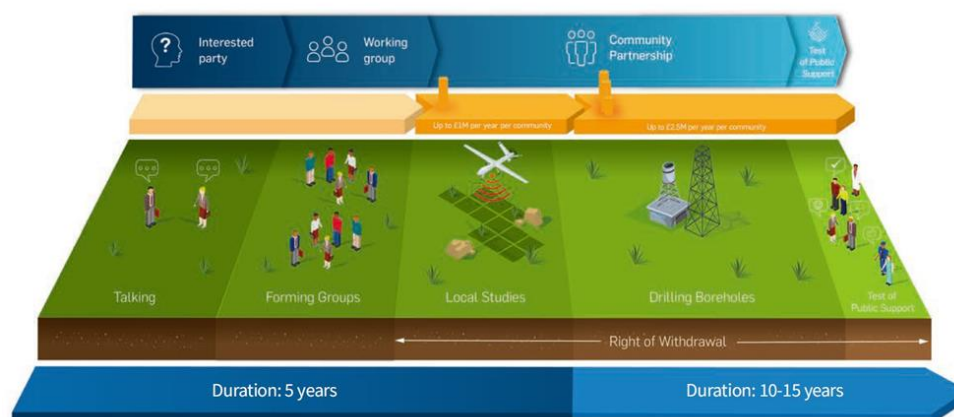 ?
Interested
party
Working
group
Community
Partnership
Test
of Public
Support
Up to £1M per year per community
Up to £2.5M per year per community
Talking
Forming Groups
Local Studies
Drilling Boreholes
Test of
Public Support
Right of Withdrawal
Duration: 5 years
Duration: 10-15 years